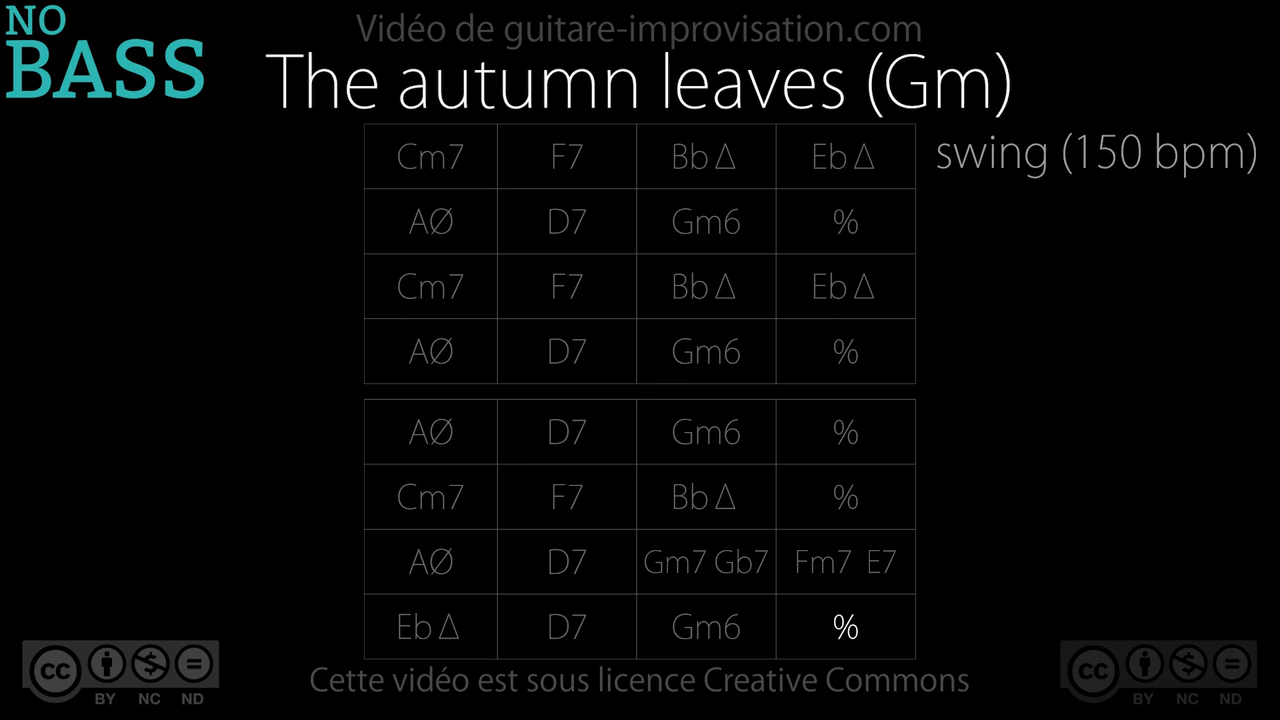 NO
BASS
Vidéo de guitare-improvisation.com
The autumn leaves (Gm)
swing (150 bpm)
Cm7 F7 Bb Δ Eb Δ
AØ D7 Gm6 %
Cm7 F7 Bb Δ Eb Δ
AØ D7 Gm6 %
AØ D7 Gm6 %
Cm7 F7 Bb Δ %
AØ D7 Gm7 Gb7 Fm7 E7
Eb Δ D7 Gm6 %
cc BY NC ND
Cette vidéo est sous licence Creative Commons
cc BY NC ND